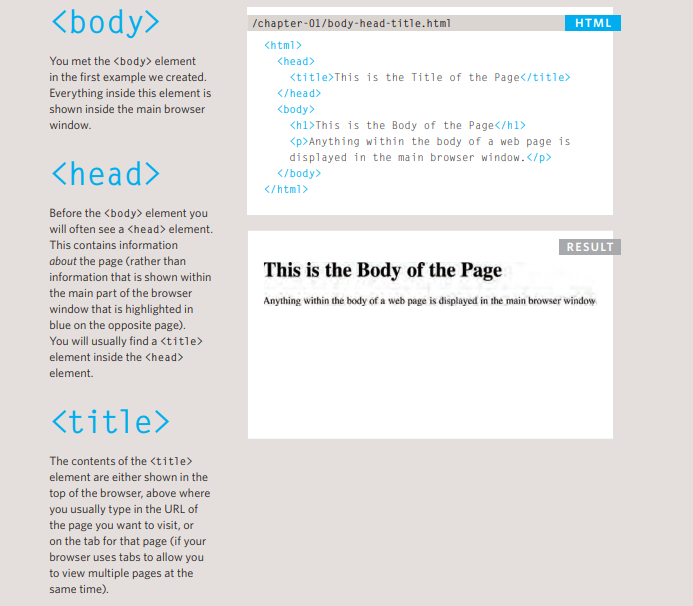 <body>
You met the <body> element
in the first example we created.
Everything inside this element is
shown inside the main browser
window.
<head>
Before the <body> element you
will often see a <head> element.
This contains information
about the page (rather than
information that is shown within
the main part of the browser
window that is highlighted in
blue on the opposite page).
You will usually find a <title>
element inside the <head>
element.
<title>
The contents of the <title>
element are either shown in the
top of the browser, above where
you usually type in the URL of
the page you want to visit, or
on the tab for that page (if your
browser uses tabs to allow you
to view multiple pages at the
same time).
/chapter-01/body-head-title.html HTML
<html>
<head>
<title>This is the Title of the Page</title>
</head>
<body>
<h1>This is the Body of the Page</h1>
<p>Anything within the body of a web page is
displayed in the main browser window.</p>
</body>
</html>
RESULT
This is the Body of the Page
Anything within the body of a web page is displayed in the main browser window